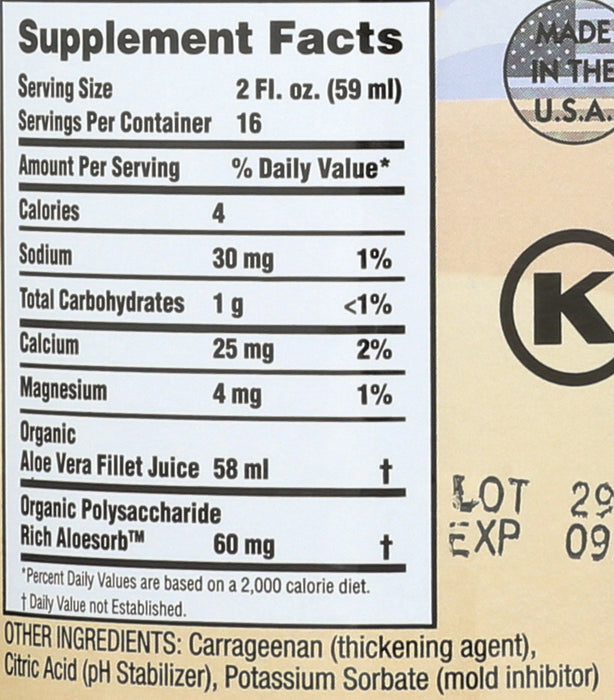 Supplement Facts
Serving Size 2 Fl. oz. (59 ml)
Servings Per Container 16
Amount Per Serving % Daily Value*
Calories 4
Sodium 30 mg 1%
Total Carbohydrates 1 g <1%
Calcium 25 mg 2%
Magnesium 4 mg 1%
Organic
Aloe Vera Fillet Juice 58 ml †
Organic Polysaccharide
Rich Aloesorb™ 60 mg †
*Percent Daily Values are based on a 2,000 calorie diet.
† Daily Value not Established.
OTHER INGREDIENTS: Carrageenan (thickening agent),
Citric Acid (pH Stabilizer), Potassium Sorbate (mold inhibitor)
MADE
IN THE
U.S.A.
K
LOT 29
EXP 09